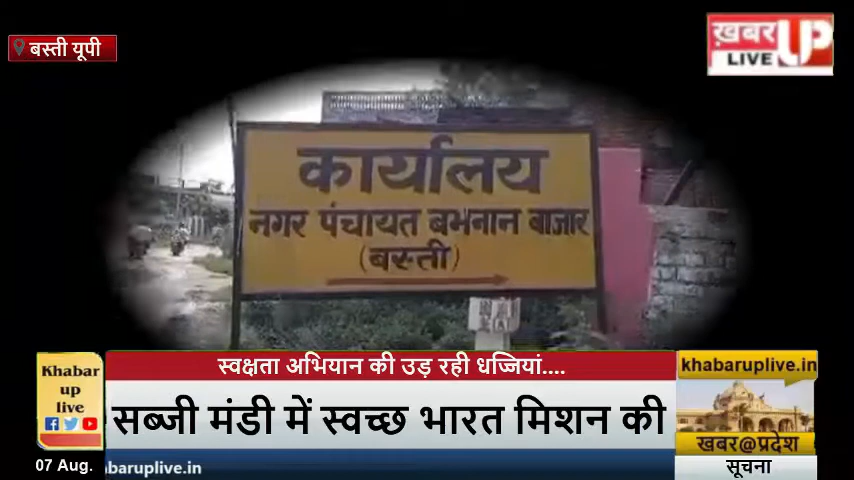 बस्ती यूपी
ख़बर UP
LIVE
कार्यालय
नगर पंचायत बभनान बाजार
(बस्ती)
स्वक्षता अभियान की उड़ रही धज्जियां....
Khabar
up
live
khabaruplive.in
सब्जी मंडी में स्वच्छ भारत मिशन की
खबर@प्रदेश
07 Aug.
baruplive.in
सूचना